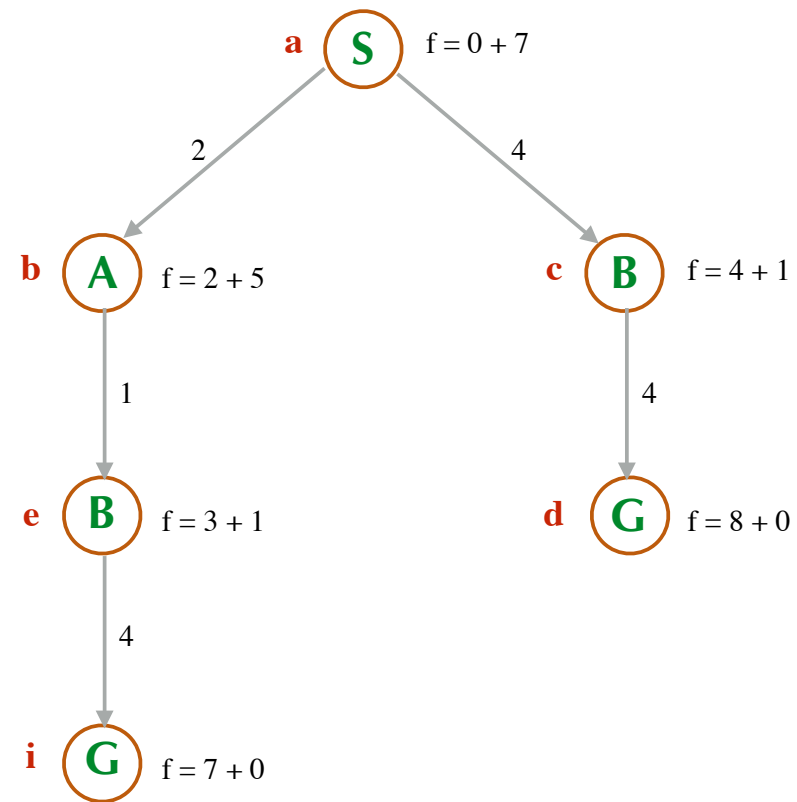 a S f = 0 + 7
2 4
b A f = 2 + 5 c B f = 4 + 1
1 4
e B f = 3 + 1 d G f = 8 + 0
4
i G f = 7 + 0